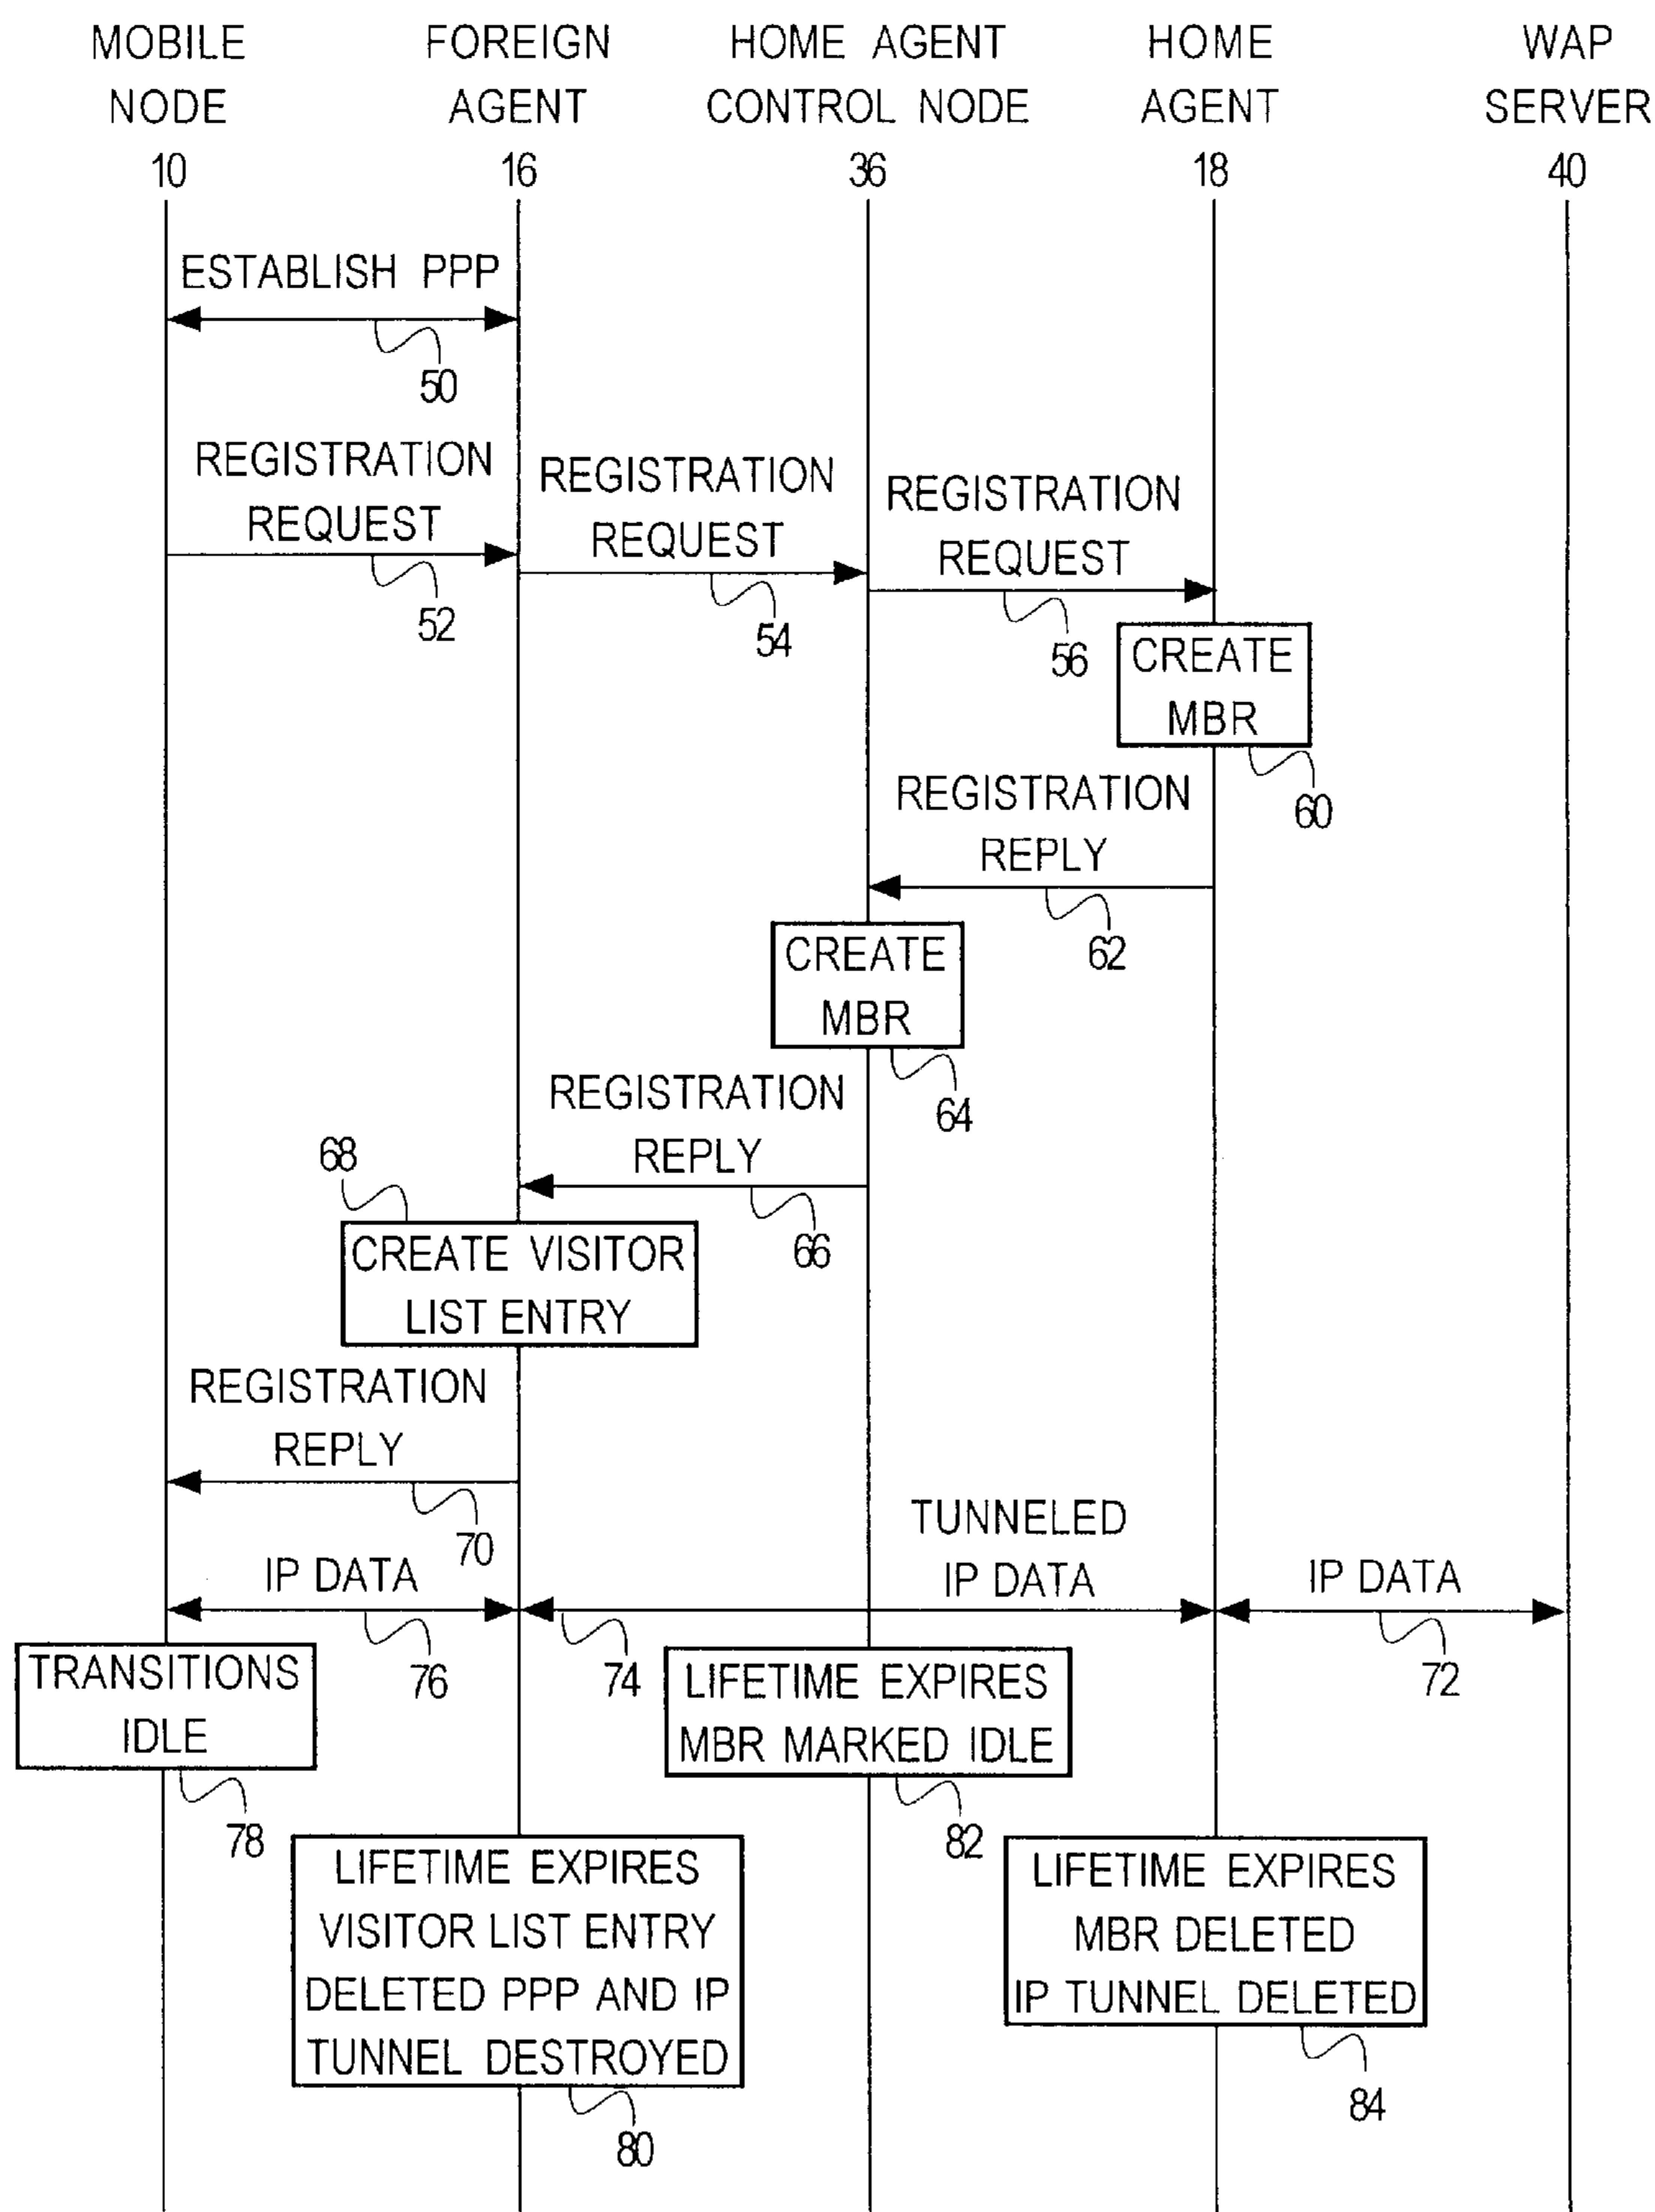 MOBILE NODE 10
FOREIGN AGENT 16
HOME AGENT CONTROL NODE 36
HOME AGENT 18
WAP SERVER 40
ESTABLISH PPP
50
REGISTRATION
REQUEST
52
REGISTRATION
REQUEST
54
REGISTRATION
REQUEST
56
CREATE
MBR
60
REGISTRATION
REPLY
62
CREATE
MBR
64
REGISTRATION
REPLY
66
68
CREATE VISITOR
LIST ENTRY
REGISTRATION
REPLY
70
IP DATA
76
TUNNELED
IP DATA
74
IP DATA
72
TRANSITIONS
IDLE
78
LIFETIME EXPIRES
MBR MARKED IDLE
82
LIFETIME EXPIRES
VISITOR LIST ENTRY
DELETED PPP AND IP
TUNNEL DESTROYED
80
LIFETIME EXPIRES
MBR DELETED
IP TUNNEL DELETED
84